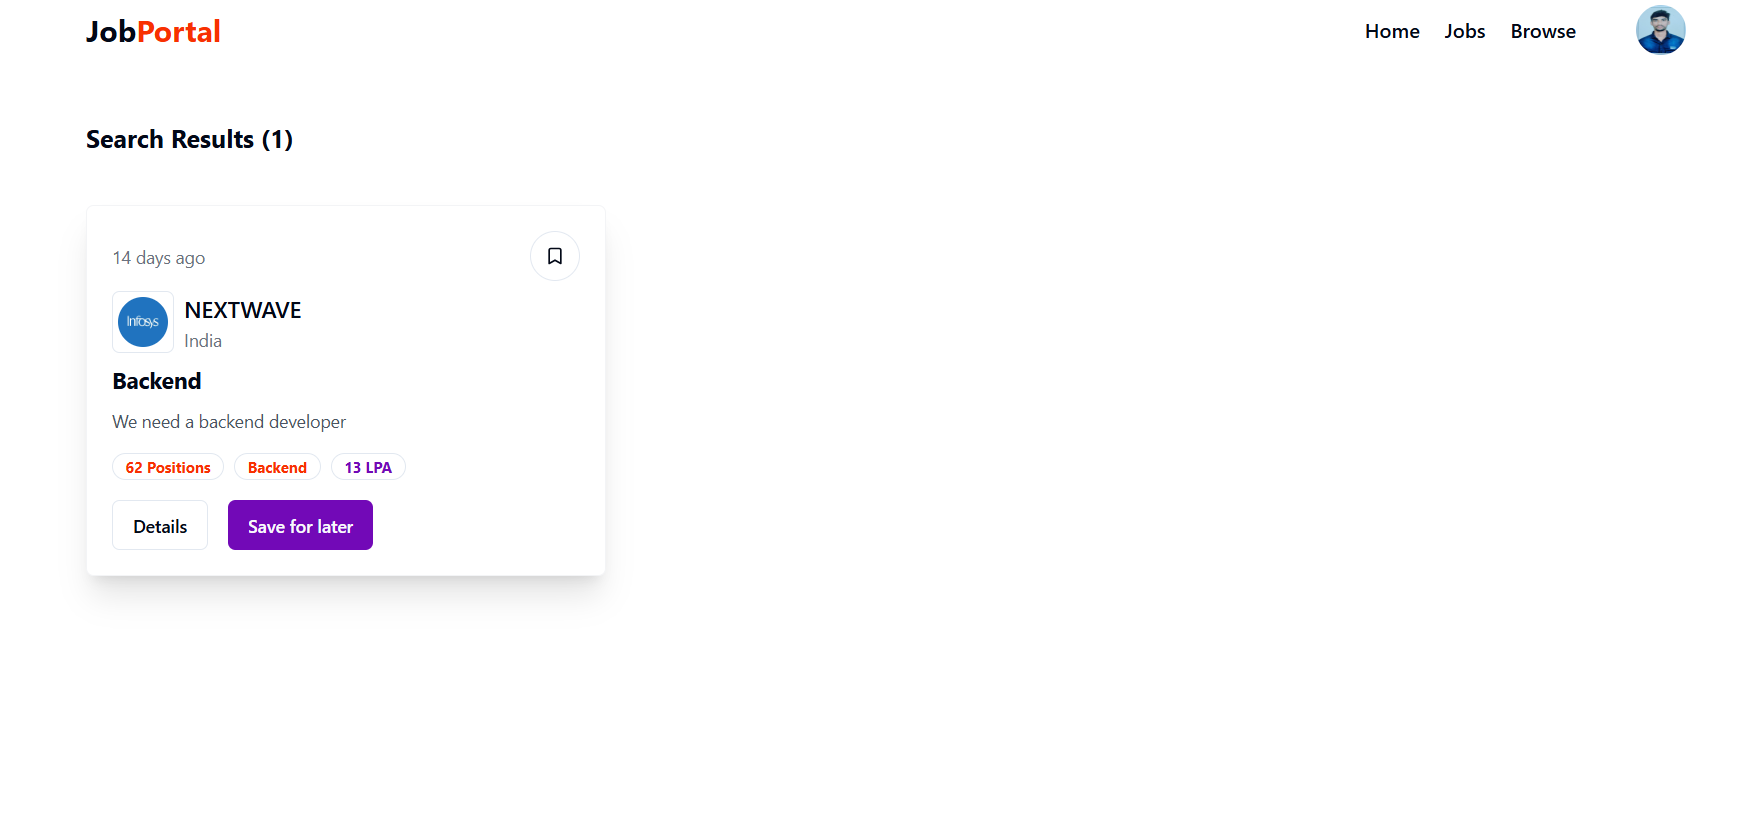 JobPortal
Home Jobs Browse
Search Results (1)
14 days ago
Infosys
NEXTWAVE
India
Backend
We need a backend developer
62 Positions Backend 13 LPA
Details Save for later